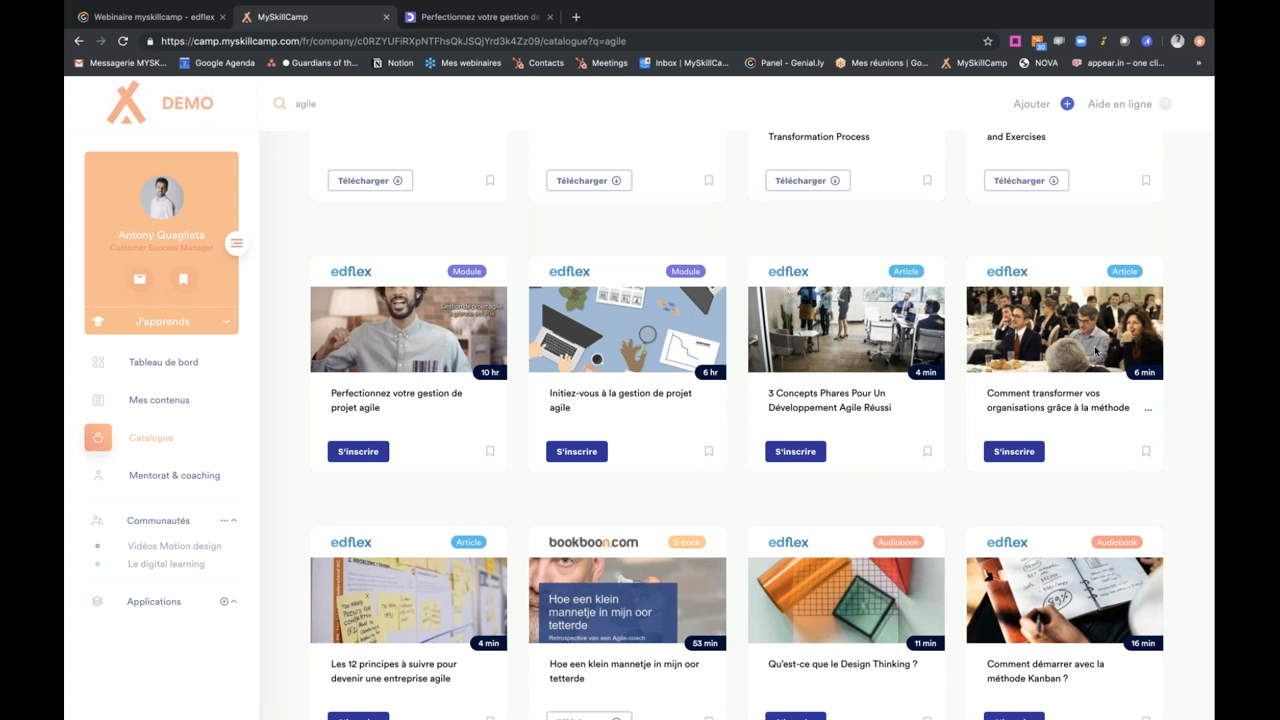 Webinaire myskillcamp - edflex
MySkillCamp
Perfectionnez votre gestion de
https://camp.myskillcamp.com/fr/company/c0RZYUFiRXpNTFhsQkJSQjYrd3k4Zz09/catalogue?q=agile
Messagerie MYSK...
Google Agenda
Guardians of th...
Notion
Mes webinaires
Contacts
Meetings
Inbox | MySkillCa...
Panel - Genial.ly
Mes réunions | Go...
MySkillCamp
NOVA
appear.in – one cli...
»
DEMO
agile
Ajouter
Aide en ligne
Antony Quagliata
Customer Success Manager
J'apprends
Tableau de bord
Mes contenus
Catalogue
Mentorat & coaching
Communautés
Vidéos Motion design
Le digital learning
Applications
Transformation Process
and Exercises
Télécharger
Télécharger
Télécharger
Télécharger
edflex Module
Gestion de projet agile
10 hr
Perfectionnez votre gestion de
projet agile
S'inscrire
edflex Module
6 hr
Initiez-vous à la gestion de projet
agile
S'inscrire
edflex Article
4 min
3 Concepts Phares Pour Un
Développement Agile Réussi
S'inscrire
edflex Article
6 min
Comment transformer vos
organisations grâce à la méthode ...
S'inscrire
edflex Article
4 min
Les 12 principes à suivre pour
devenir une entreprise agile
bookboon.com E-book
Hoe een klein
mannetje in mijn oor
tetterde
Retrospective van een Agile-coach
53 min
Hoe een klein mannetje in mijn oor
tetterde
edflex Audiobook
11 min
Qu'est-ce que le Design Thinking ?
edflex Audiobook
16 min
Comment démarrer avec la
méthode Kanban ?